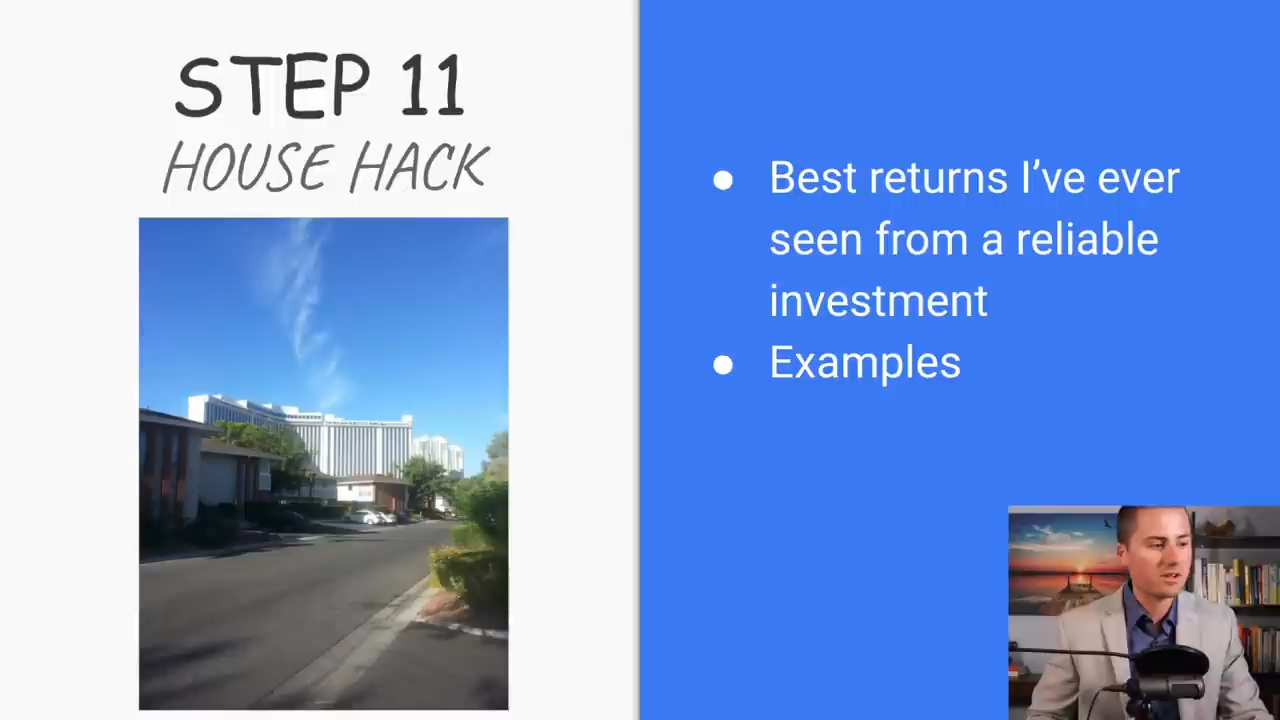 STEP 11
HOUSE HACK
● Best returns I’ve ever
seen from a reliable
investment
● Examples